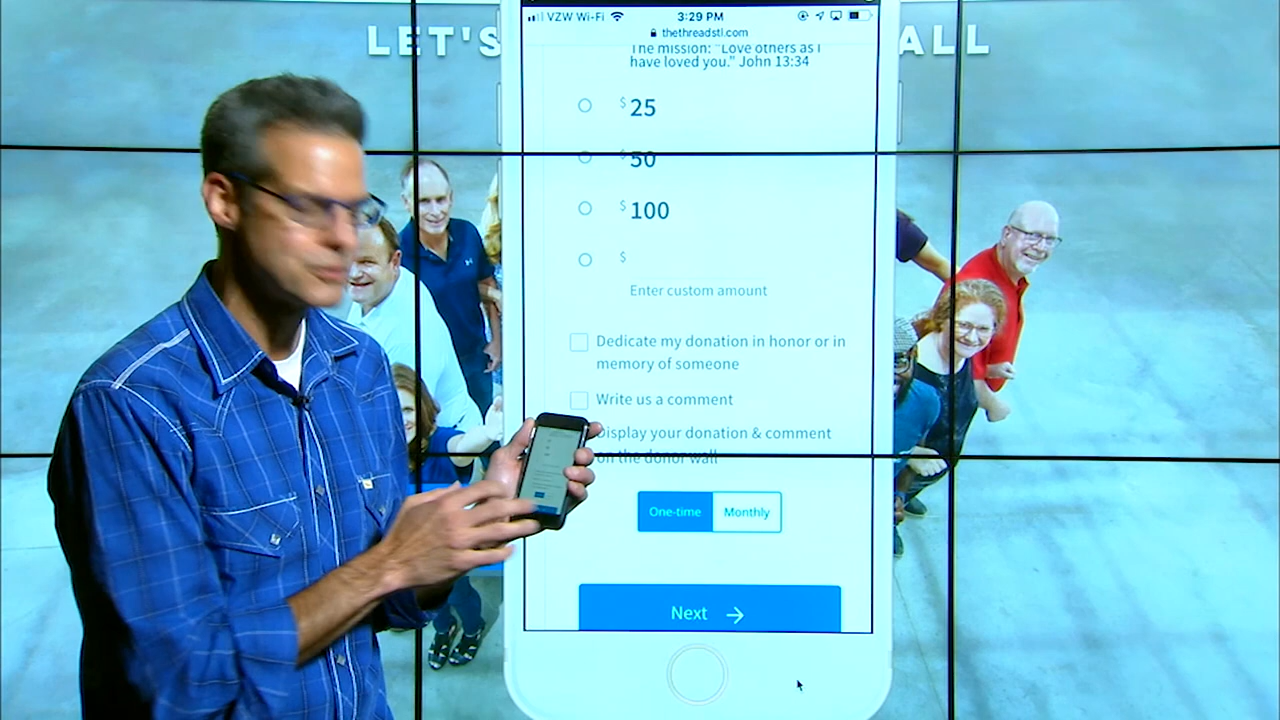 LET'S ALL
VZW Wi-Fi 3:29 PM
thethreadstl.com
The mission: "Love others as I
have loved you." John 13:34
$25
$50
$100
$
Enter custom amount
Dedicate my donation in honor or in
memory of someone
Write us a comment
Display your donation & comment
on the donor wall
One-time Monthly
Next →